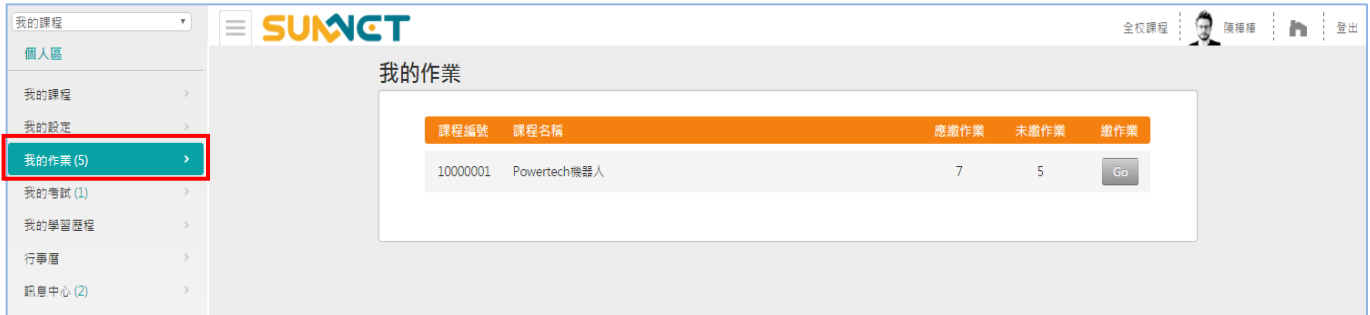 我的課程
SUNNET
全校課程 陳棒棒 登出
個人區
我的課程
我的設定
我的作業 (5)
我的考試 (1)
我的學習歷程
行事曆
訊息中心 (2)
我的作業
課程編號 課程名稱 應繳作業 未繳作業 繳作業
10000001 Powertech機器人 7 5 Go